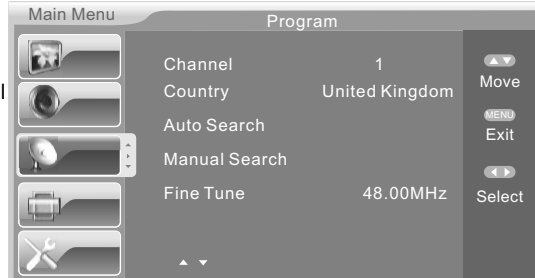 Main Menu
Program
Channel 1
Country United Kingdom
Auto Search
Manual Search
Fine Tune 48.00MHz
Move
MENU
Exit
Select